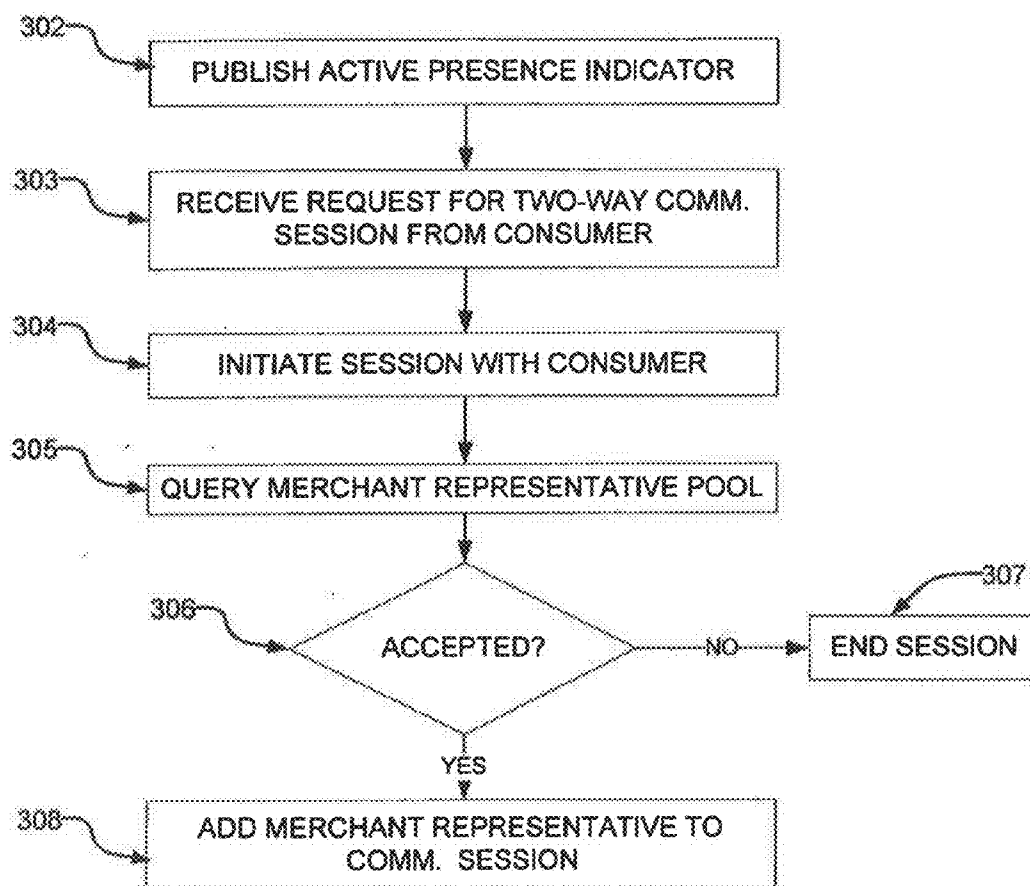 302
PUBLISH ACTIVE PRESENCE INDICATOR
303
RECEIVE REQUEST FOR TWO-WAY COMM.
SESSION FROM CONSUMER
304
INITIATE SESSION WITH CONSUMER
305
QUERY MERCHANT REPRESENTATIVE POOL
306
ACCEPTED?
NO
307
END SESSION
YES
308
ADD MERCHANT REPRESENTATIVE TO
COMM. SESSION